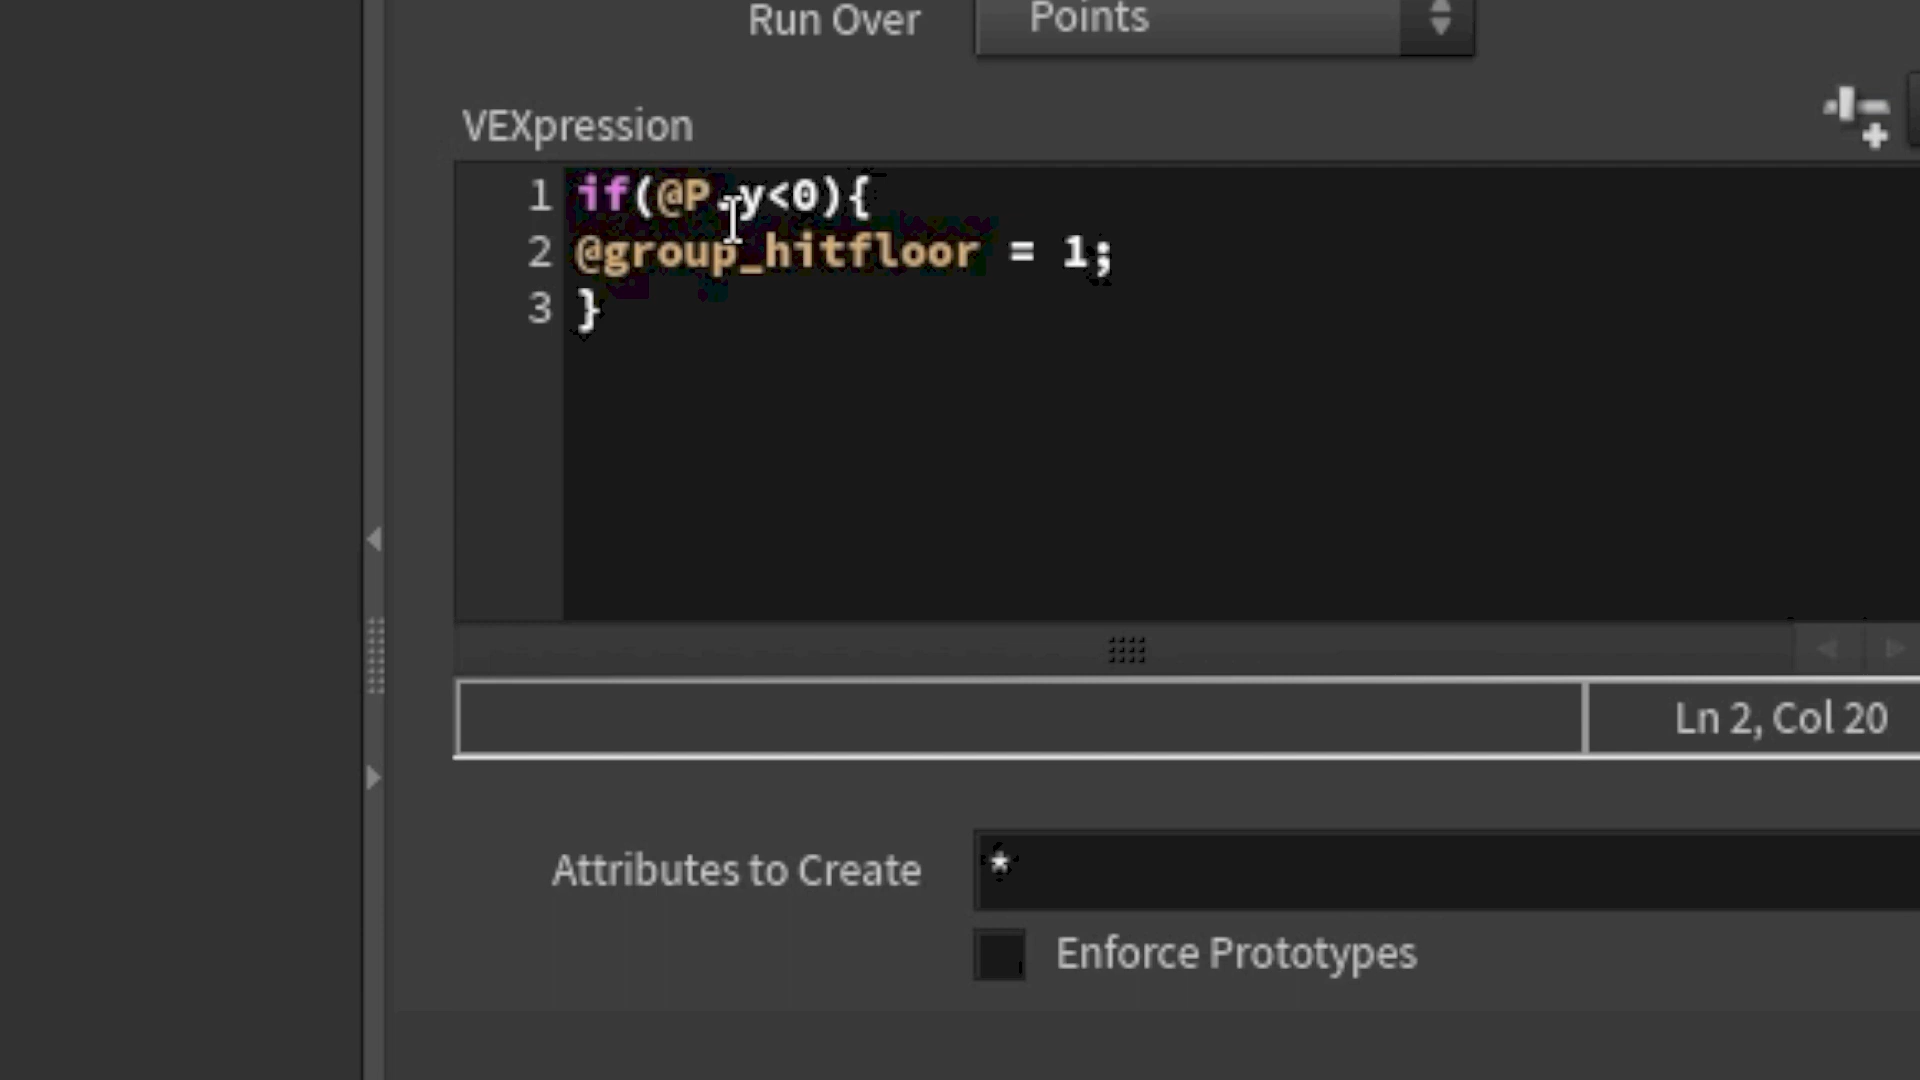 Run Over Points
VEXpression
1 if(@P.y<0){
2 @group_hitfloor = 1;
3 }
Ln 2, Col 20
Attributes to Create *
Enforce Prototypes